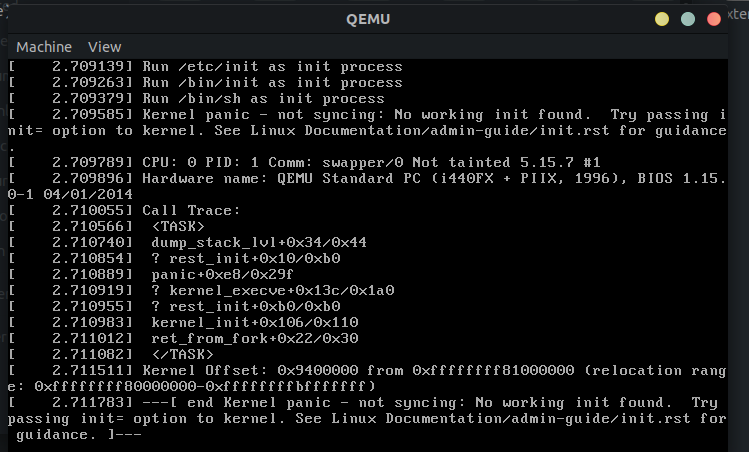 QEMU
Machine View
[    2.709139] Run /etc/init as init process
[    2.709263] Run /bin/init as init process
[    2.709379] Run /bin/sh as init process
[    2.709585] Kernel panic - not syncing: No working init found.  Try passing i
nit= option to kernel. See Linux Documentation/admin-guide/init.rst for guidance
.
[    2.709789] CPU: 0 PID: 1 Comm: swapper/0 Not tainted 5.15.7 #1
[    2.709896] Hardware name: QEMU Standard PC (i440FX + PIIX, 1996), BIOS 1.15.
0-1 04/01/2014
[    2.710055] Call Trace:
[    2.710566]  <TASK>
[    2.710740]  dump_stack_lvl+0x34/0x44
[    2.710854]  ? rest_init+0x10/0xb0
[    2.710889]  panic+0xe8/0x29f
[    2.710919]  ? kernel_execve+0x13c/0x1a0
[    2.710955]  ? rest_init+0xb0/0xb0
[    2.710983]  kernel_init+0x106/0x110
[    2.711012]  ret_from_fork+0x22/0x30
[    2.711082]  </TASK>
[    2.711511] Kernel Offset: 0x9400000 from 0xffffffff81000000 (relocation rang
e: 0xffffffff80000000-0xffffffffbfffffff)
[    2.711783] ---[ end Kernel panic - not syncing: No working init found.  Try
passing init= option to kernel. See Linux Documentation/admin-guide/init.rst for
 guidance. ]---